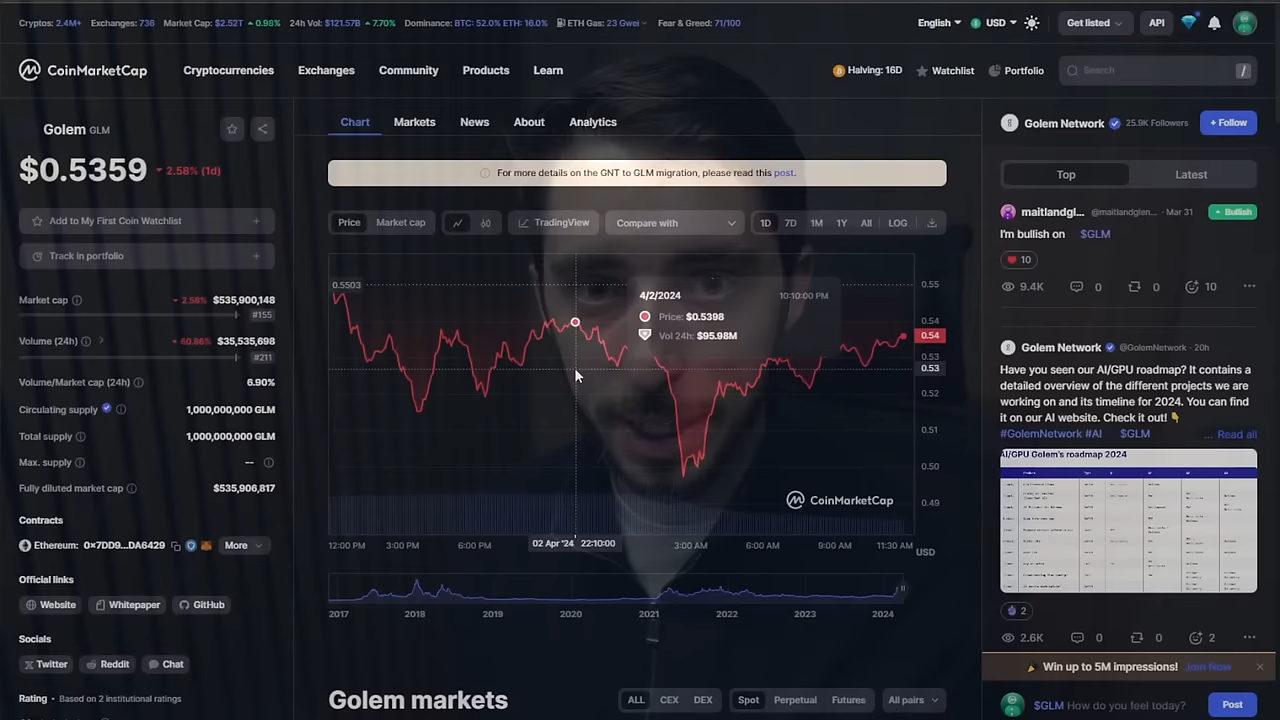 Cryptos: 2.4M+ Exchanges: 736 Market Cap: $2.52T 0.98% 24h Vol: $121.57B 7.70% Dominance: BTC: 52.0% ETH: 16.0% ETH Gas: 23 Gwei Fear & Greed: 71/100
English USD Get listed API
CoinMarketCap Cryptocurrencies Exchanges Community Products Learn Halving: 16D Watchlist Portfolio Search /
Golem GLM
$0.5359 2.58% (1d)
Add to My First Coin Watchlist +
Track in portfolio +
Market cap 2.58% $535,900,148
#155
Volume (24h) 60.86% $35,535,698
#211
Volume/Market cap (24h) 6.90%
Circulating supply 1,000,000,000 GLM
Total supply 1,000,000,000 GLM
Max. supply --
Fully diluted market cap $535,906,817
Contracts
Ethereum: 0x7DD9...DA6429 More
Official links
Website Whitepaper GitHub
Socials
Twitter Reddit Chat
Rating • Based on 2 institutional ratings
Chart Markets News About Analytics
For more details on the GNT to GLM migration, please read this post.
Price Market cap TradingView Compare with 1D 7D 1M 1Y All LOG
0.5503
4/2/2024 10:10:00 PM
Price: $0.5398
Vol 24h: $95.98M
0.55
0.54
0.54
0.53
0.53
0.52
0.51
0.50
0.49
CoinMarketCap
12:00 PM 3:00 PM 6:00 PM 02 Apr '24 22:10:00 3:00 AM 6:00 AM 9:00 AM 11:30 AM
USD
2017 2018 2019 2020 2021 2022 2023 2024
Golem markets ALL CEX DEX Spot Perpetual Futures All pairs
Golem Network 25.9K Followers + Follow
Top Latest
maitlandgl... @maitlandglen... · Mar 31 Bullish
I'm bullish on $GLM
10
9.4K 0 0 10
Golem Network @GolemNetwork · 20h
Have you seen our AI/GPU roadmap? It contains a
detailed overview of the different projects we are
working on and its timeline for 2024. You can find
it on our AI website. Check it out!
#GolemNetwork #AI $GLM ... Read all
AI/GPU Golem's roadmap 2024
2
2.6K 0 0 2
Win up to 5M impressions! Join Now
$GLM How do you feel today? Post